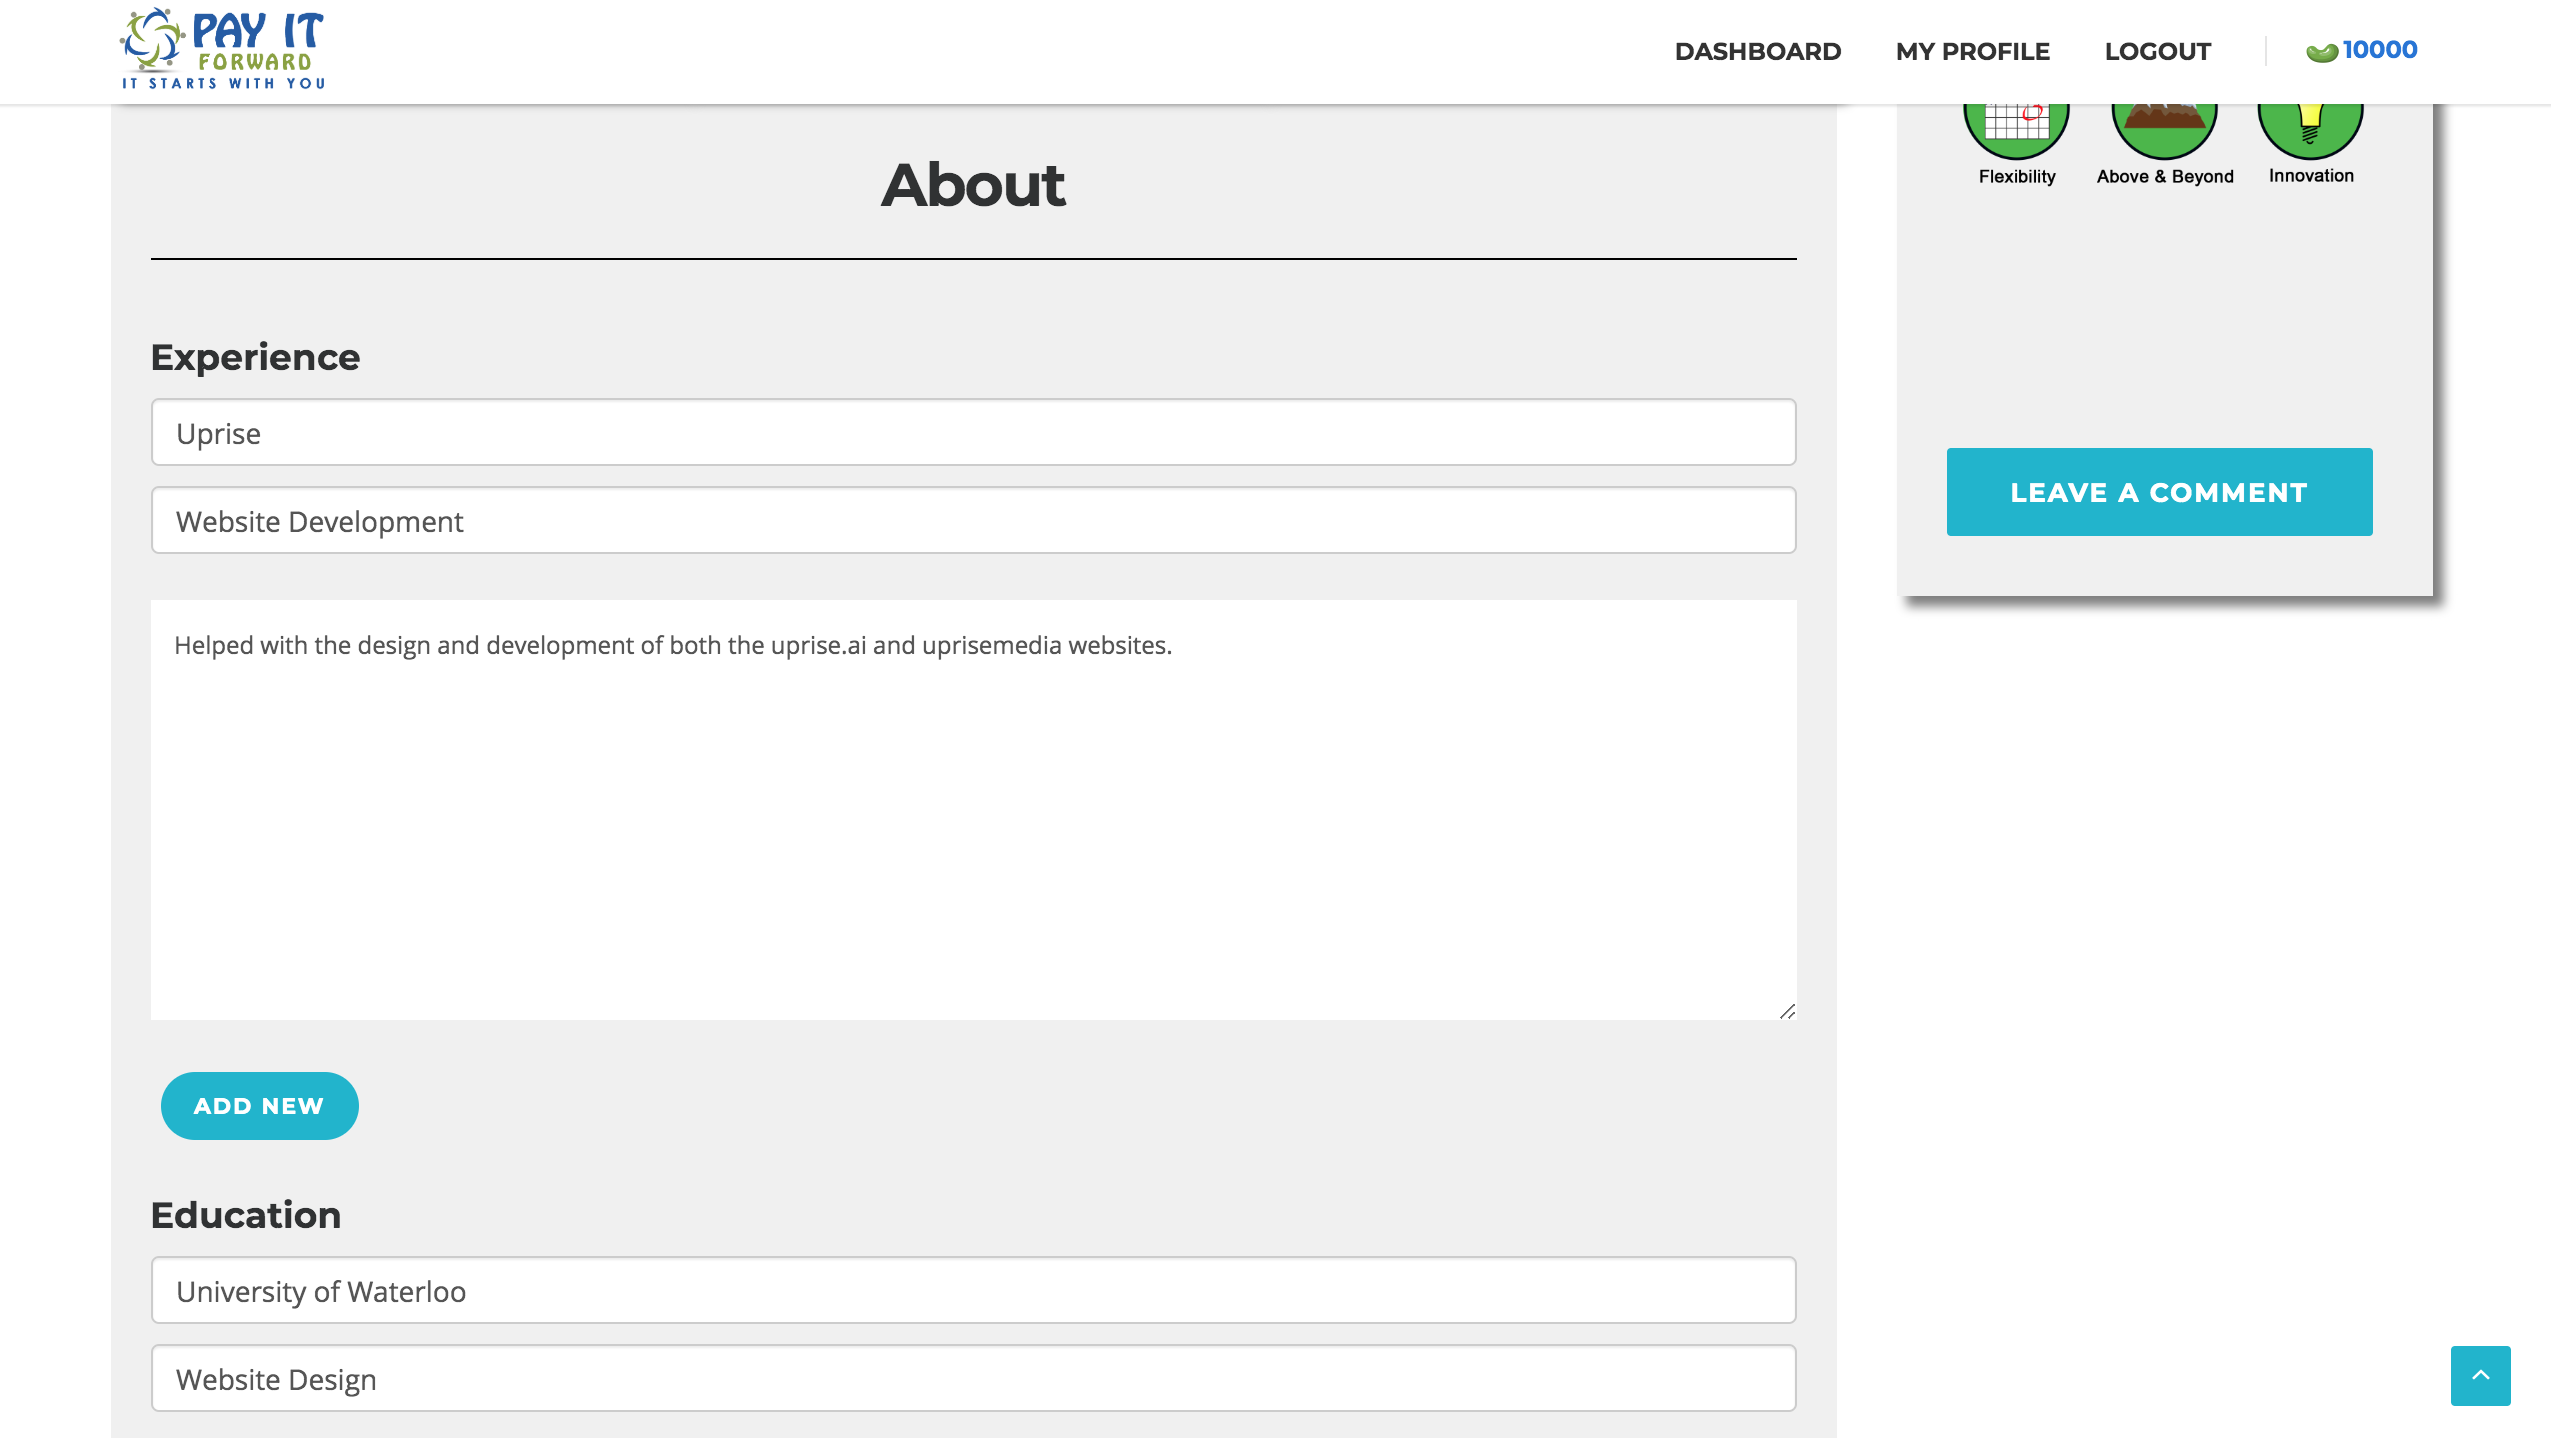 PAY IT
FORWARD
IT STARTS WITH YOU
DASHBOARD
MY PROFILE
LOGOUT
10000
Flexibility
Above & Beyond
Innovation
LEAVE A COMMENT
About
Experience
Uprise
Website Development
Helped with the design and development of both the uprise.ai and uprisemedia websites.
ADD NEW
Education
University of Waterloo
Website Design